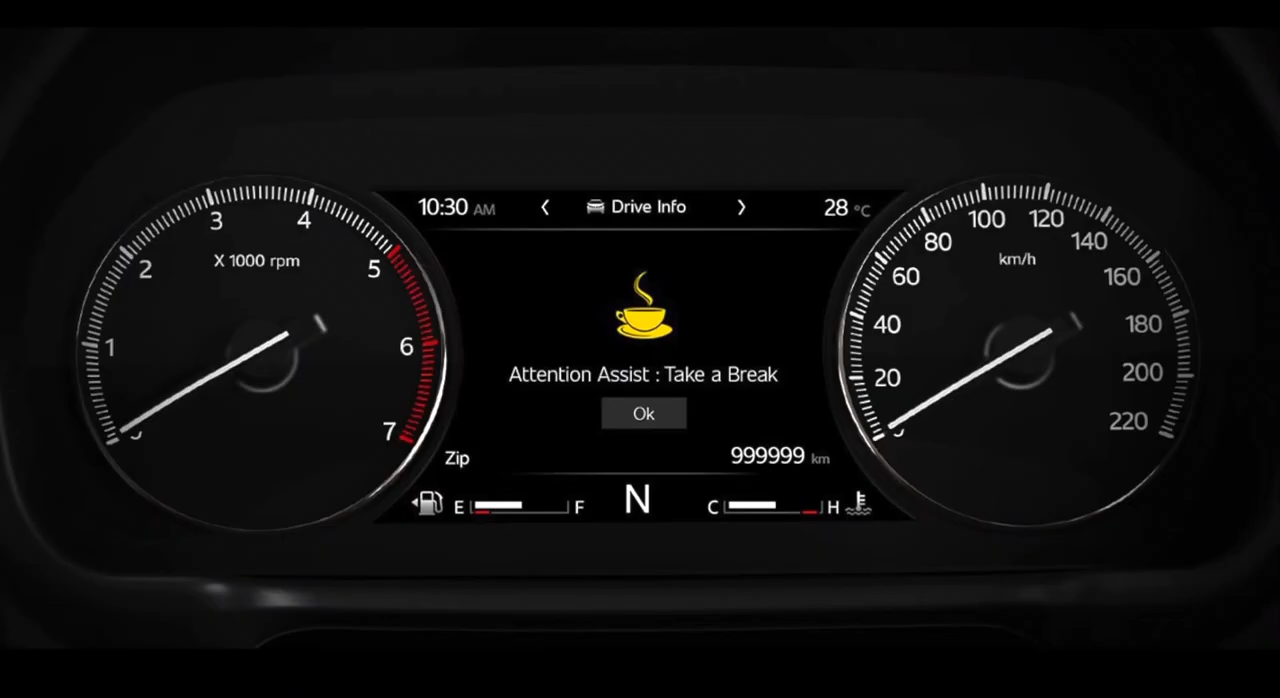 10:30 AM
Drive Info
28 °C
1
2
3
4
5
6
7
X 1000 rpm
Attention Assist : Take a Break
Ok
Zip
999999 km
E F
N
C H
20
40
60
80
100
120
140
160
180
200
220
km/h